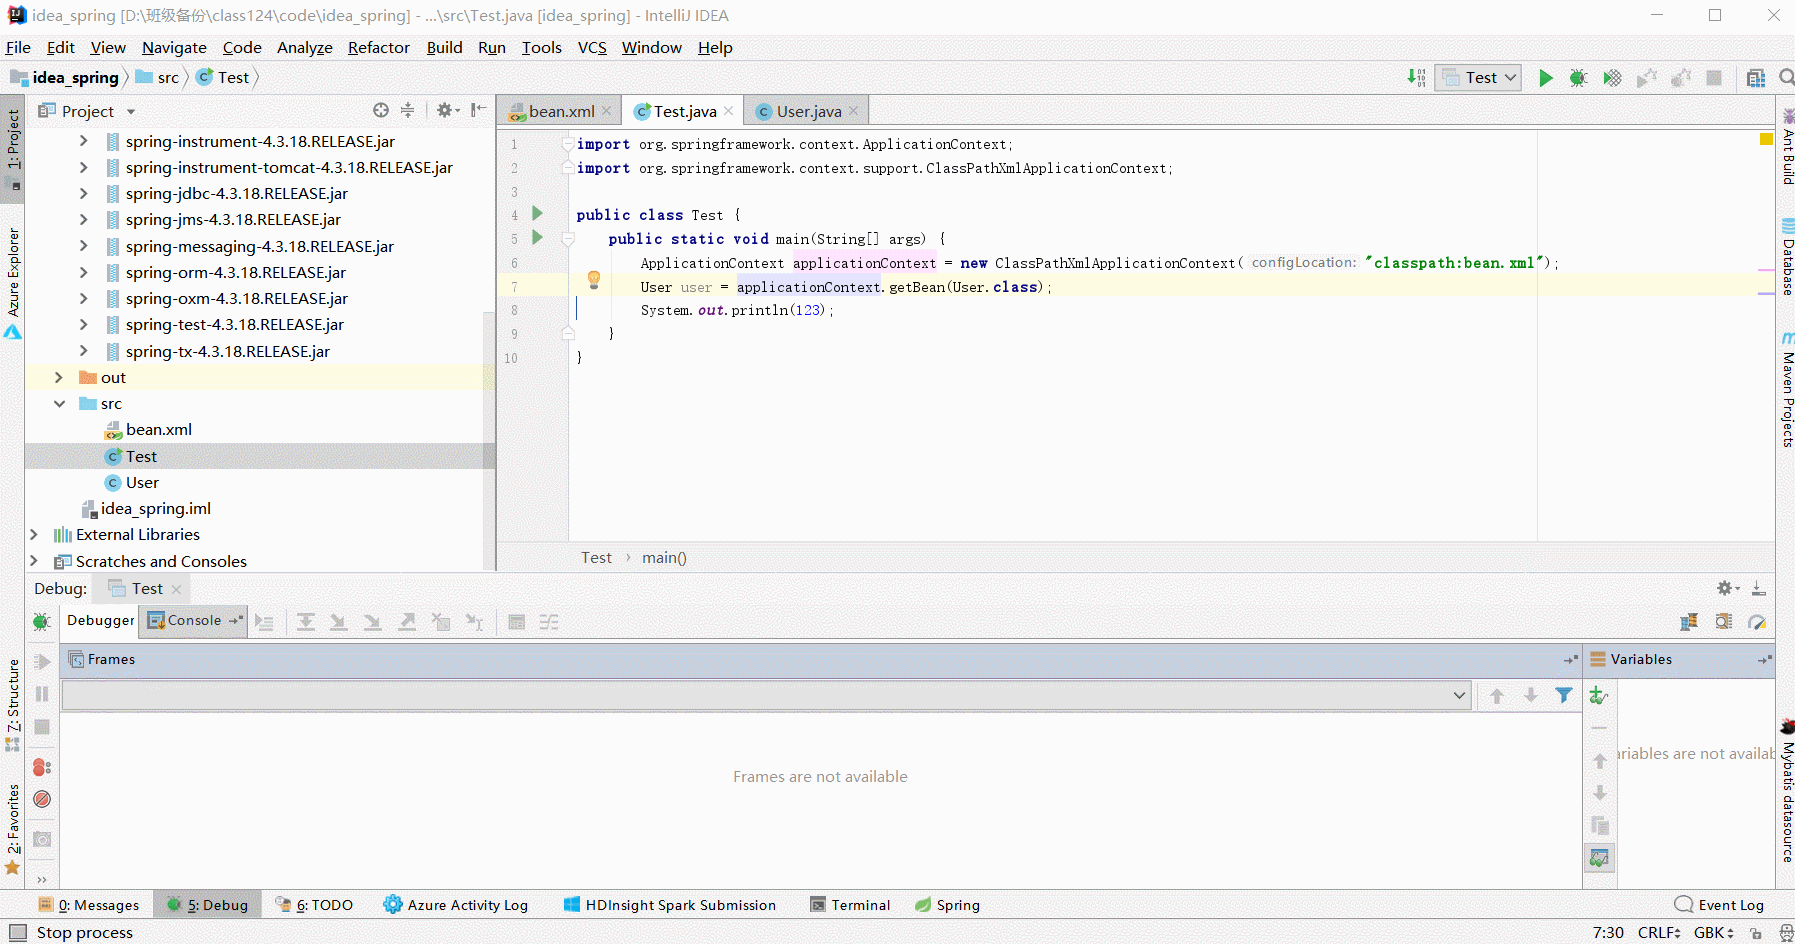 idea_spring [D:\班级备份\class124\code\idea_spring] - ...\src\Test.java [idea_spring] - IntelliJ IDEA
File Edit View Navigate Code Analyze Refactor Build Run Tools VCS Window Help
idea_spring src Test
Test
Project
bean.xml Test.java User.java
1: Project
Azure Explorer
Z: Structure
2: Favorites
spring-instrument-4.3.18.RELEASE.jar
spring-instrument-tomcat-4.3.18.RELEASE.jar
spring-jdbc-4.3.18.RELEASE.jar
spring-jms-4.3.18.RELEASE.jar
spring-messaging-4.3.18.RELEASE.jar
spring-orm-4.3.18.RELEASE.jar
spring-oxm-4.3.18.RELEASE.jar
spring-test-4.3.18.RELEASE.jar
spring-tx-4.3.18.RELEASE.jar
out
src
bean.xml
Test
User
idea_spring.iml
External Libraries
Scratches and Consoles
1 import org.springframework.context.ApplicationContext;
2 import org.springframework.context.support.ClassPathXmlApplicationContext;
3
4 public class Test {
5 public static void main(String[] args) {
6 ApplicationContext applicationContext = new ClassPathXmlApplicationContext( configLocation: "classpath:bean.xml");
7 User user = applicationContext.getBean(User.class);
8 System.out.println(123);
9 }
10 }
Test › main()
Ant Build
Database
Maven Projects
Mybatis datasource
Debug: Test
Debugger Console
Frames
Variables
Frames are not available
ariables are not availab
0: Messages 5: Debug 6: TODO Azure Activity Log HDInsight Spark Submission Terminal Spring Event Log
Stop process 7:30 CRLF GBK